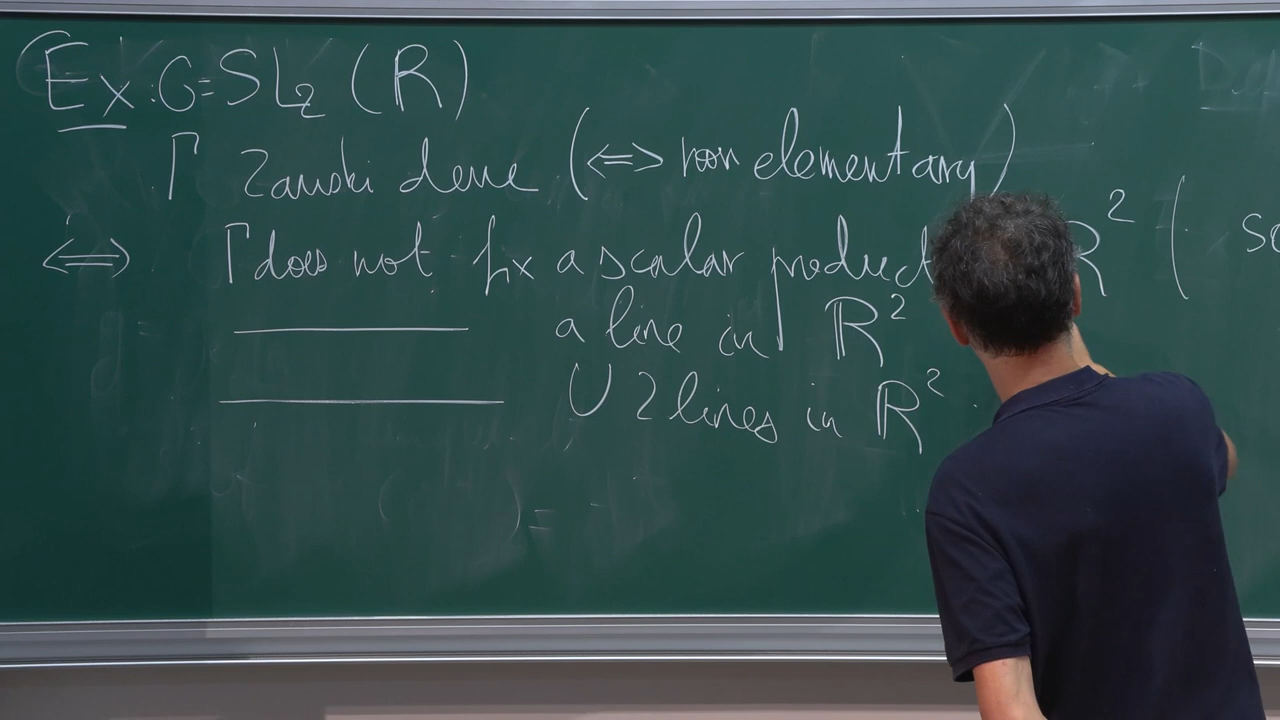 Ex: G=SL₂(R)
Γ Zariski dense (⟺ non elementary)
⟺ Γ does not fix a scalar product R² (
——— a line in ℝ²
——— ∪ 2 lines in ℝ²